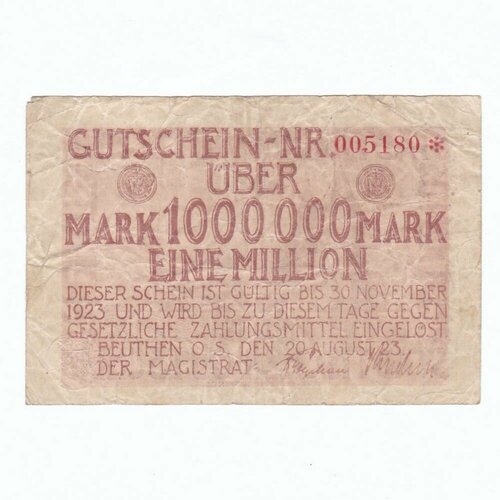 GUTSCHEIN-NR. 005180 *
ÜBER
MARK 1000000 MARK
EINE MILLION
DIESER SCHEIN IST GÜLTIG BIS 30 NOVEMBER
1923 UND WIRD BIS ZU DIESEM TAGE GEGEN
GESETZLICHE ZAHLUNGSMITTEL EINGELÖST
BEUTHEN O.S. DEN 20 AUGUST 23.
DER MAGISTRAT